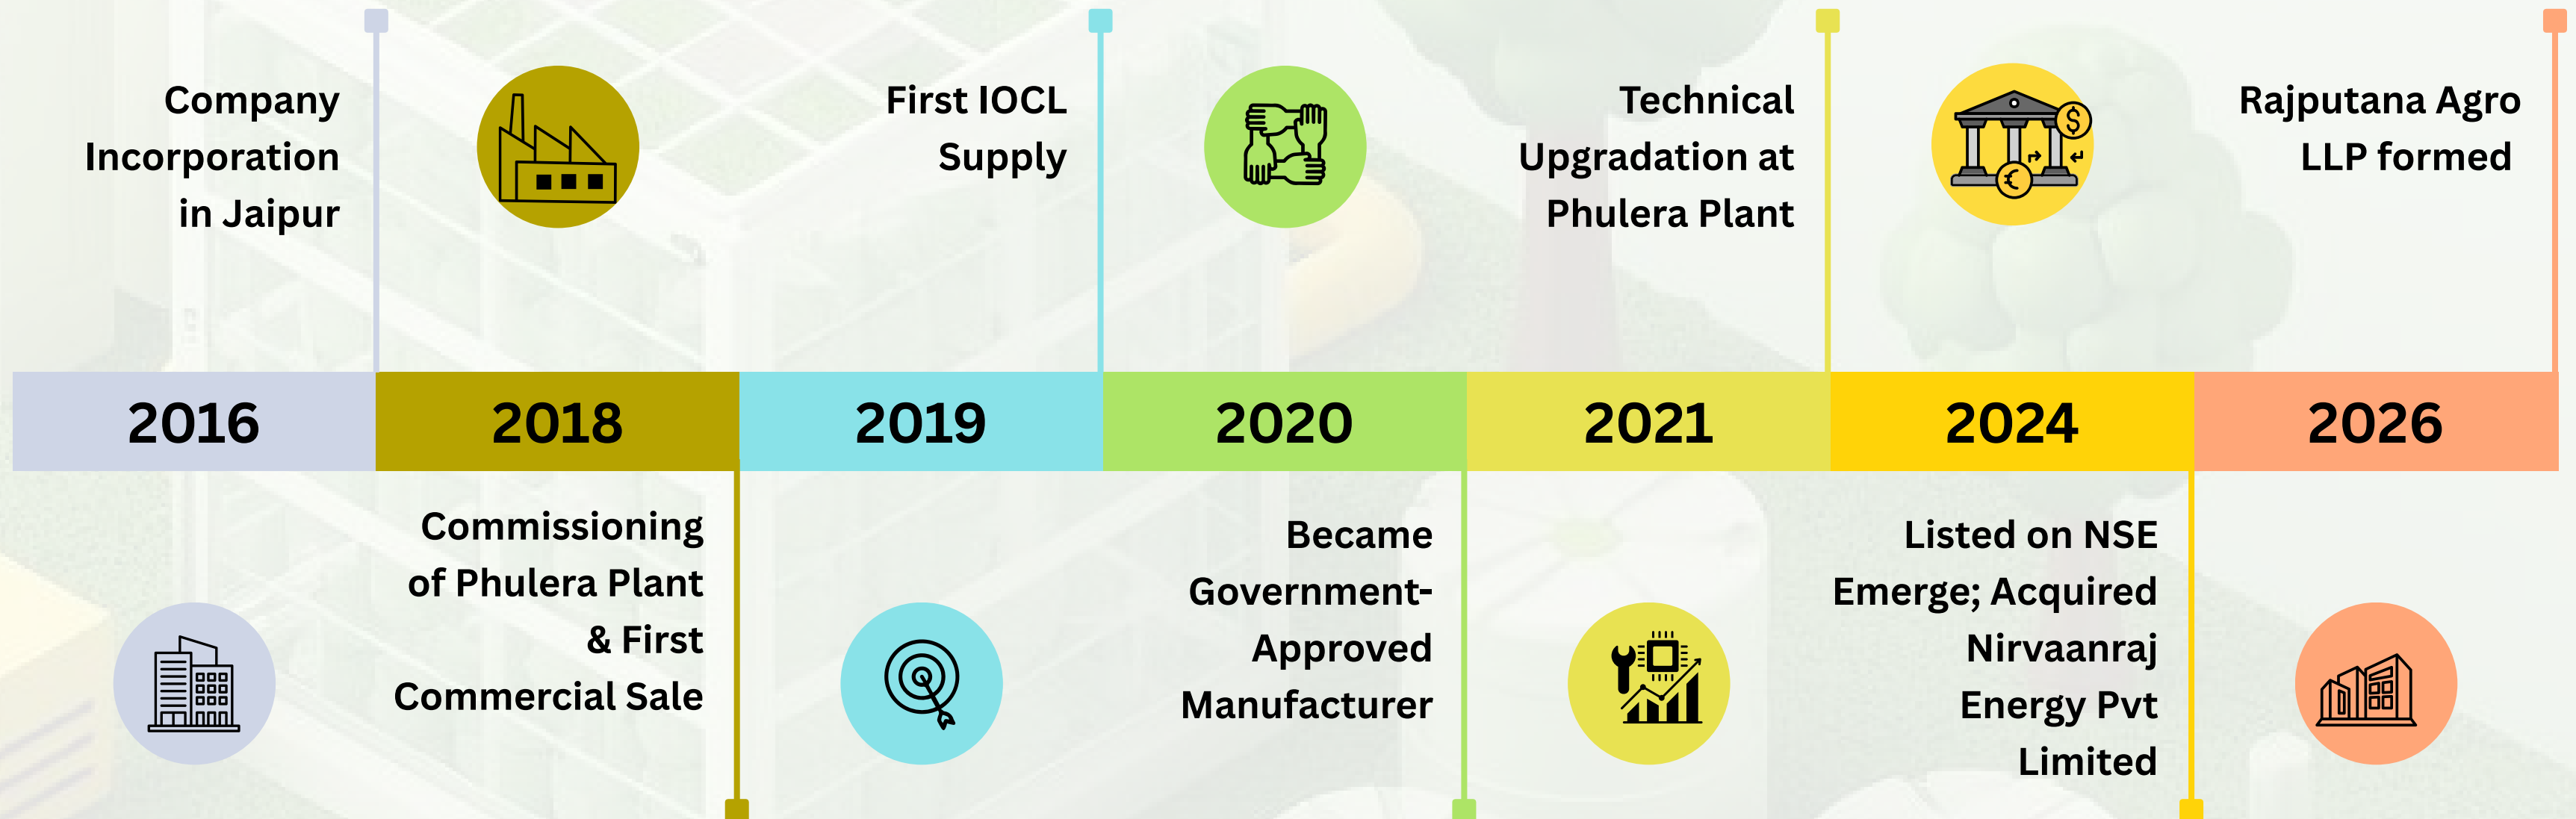 Company
Incorporation
in Jaipur
First IOCL
Supply
Technical
Upgradation at
Phulera Plant
Rajputana Agro
LLP formed
2016
2018
2019
2020
2021
2024
2026
Commissioning
of Phulera Plant
& First
Commercial Sale
Became
Government-
Approved
Manufacturer
Listed on NSE
Emerge; Acquired
Nirvaanraj
Energy Pvt
Limited